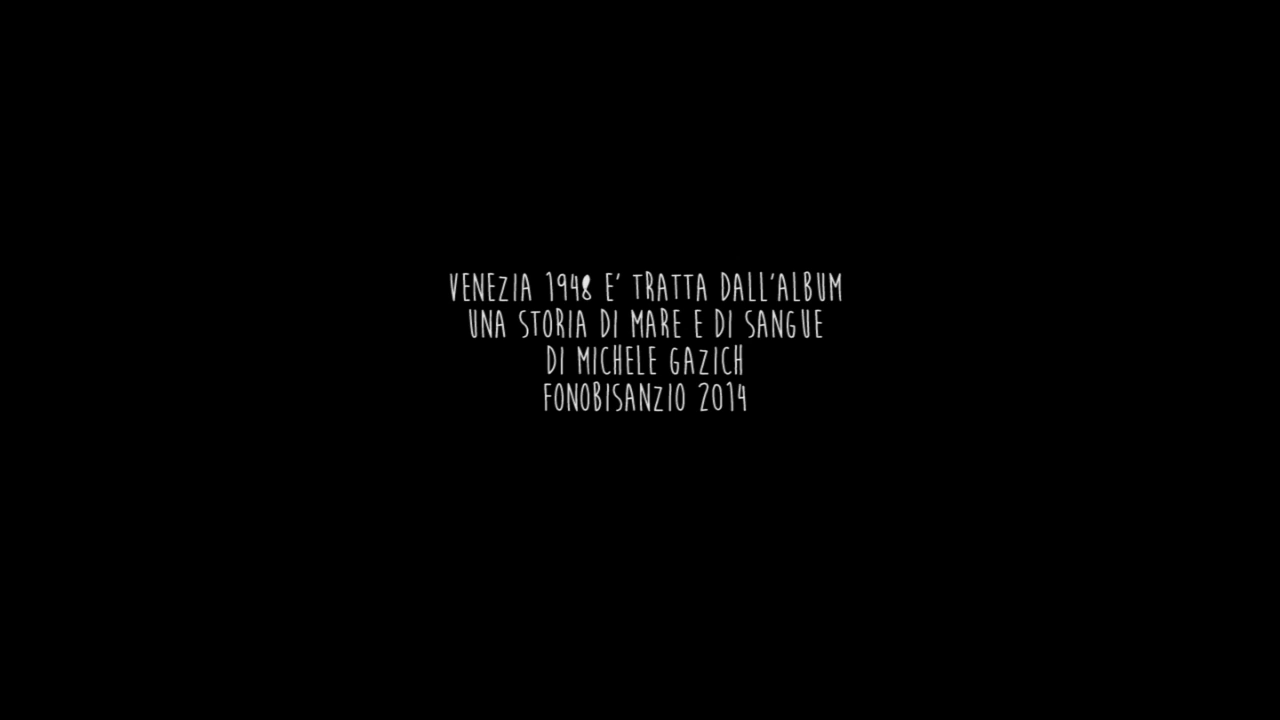 VENEZIA 1948 E' TRATTA DALL'ALBUM
UNA STORIA DI MARE E DI SANGUE
DI MICHELE GAZICH
FONOBISANZIO 2014